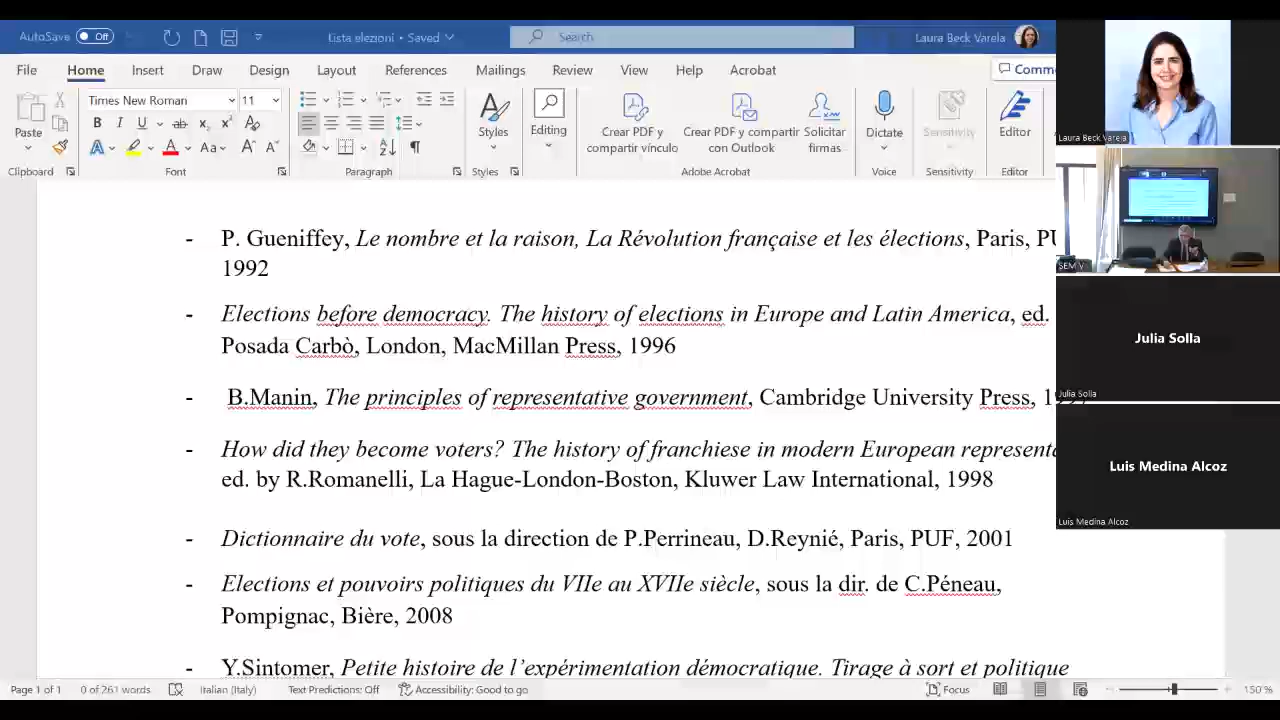 AutoSave Off Lista elezioni • Saved Search Laura Beck Varela
File Home Insert Draw Design Layout References Mailings Review View Help Acrobat Comme
Times New Roman 11
Paste Styles Editing Crear PDF y compartir vínculo Crear PDF y compartir con Outlook Solicitar firmas Dictate Sensitivity Editor
Clipboard Font Paragraph Styles Adobe Acrobat Voice Sensitivity Editor
- P. Gueniffey, Le nombre et la raison, La Révolution française et les élections, Paris, PU
1992
- Elections before democracy. The history of elections in Europe and Latin America, ed.
Posada Carbò, London, MacMillan Press, 1996
- B.Manin, The principles of representative government, Cambridge University Press,
- How did they become voters? The history of franchiese in modern European representa
ed. by R.Romanelli, La Hague-London-Boston, Kluwer Law International, 1998
- Dictionnaire du vote, sous la direction de P.Perrineau, D.Reynié, Paris, PUF, 2001
- Elections et pouvoirs politiques du VIIe au XVIIe siècle, sous la dir. de C.Péneau,
Pompignac, Bière, 2008
- Y.Sintomer, Petite histoire de l’expérimentation démocratique. Tirage à sort et politique
Page 1 of 1 0 of 261 words Italian (Italy) Text Predictions: Off Accessibility: Good to go Focus 150 %
Laura Beck Varela
SEM V
Julia Solla
Julia Solla
Luis Medina Alcoz
Luis Medina Alcoz